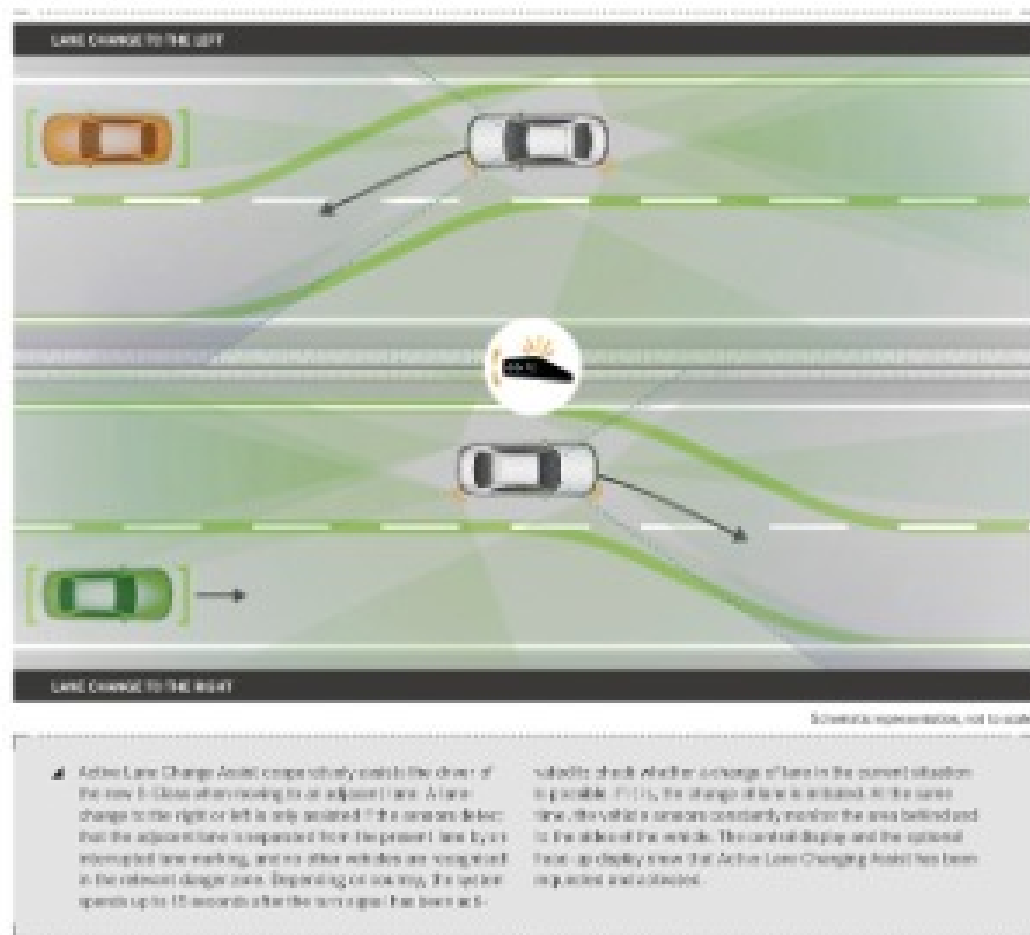 LANE CHANGE TO THE LEFT
LANE CHANGE TO THE RIGHT
Schematic representation, not to scale
Active Lane Change Assist cooperatively assists the driver of
the new S-Class when moving to an adjacent lane. A lane
change to the right or left is only assisted if the sensors detect
that the adjacent lane is separated from the present lane by an
interrupted lane marking, and no other vehicles are recognised
in the relevant danger zone. Depending on country, the system
spends up to 15 seconds after the turn signal has been acti-
vated to check whether a change of lane in the current situation
is possible. If it is, the change of lane is initiated. At the same
time, the vehicle sensors constantly monitor the area behind and
to the sides of the vehicle. The central display and the optional
head-up display show that Active Lane Changing Assist has been
requested and activated.